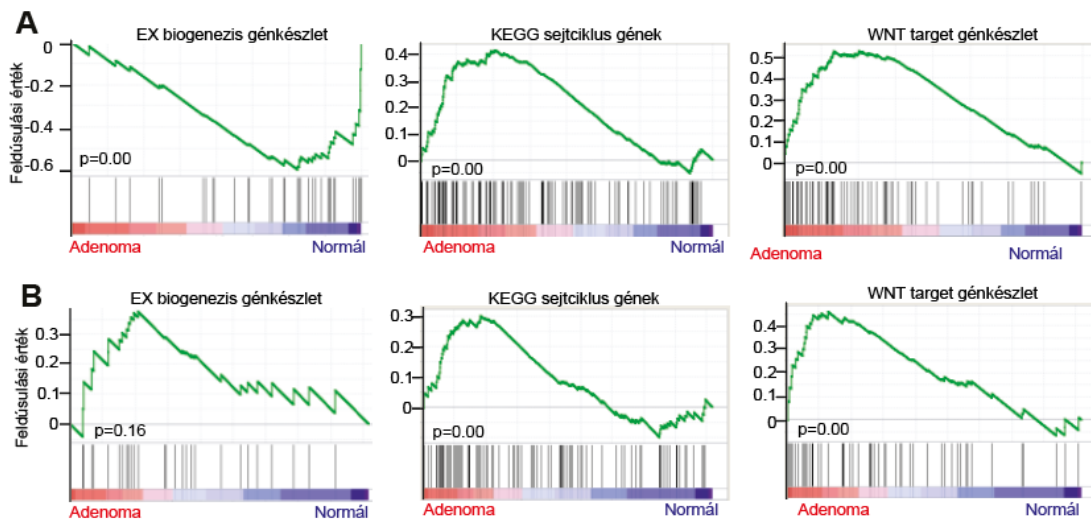 A
EX biogenezis génkészlet
KEGG sejtciklus gének
WNT target génkészlet
Feldúsulási érték
0
-0.2
-0.4
-0.6
p=0.00
Adenoma
Normál
0.4
0.3
0.2
0.1
0
p=0.00
Adenoma
Normál
0.5
0.4
0.3
0.2
0.1
0
p=0.00
Adenoma
Normál
B
EX biogenezis génkészlet
KEGG sejtciklus gének
WNT target génkészlet
Feldúsulási érték
0.3
0.2
0.1
0
p=0.16
Adenoma
Normál
0.3
0.2
0.1
0
p=0.00
Adenoma
Normál
0.4
0.3
0.2
0.1
0
p=0.00
Adenoma
Normál